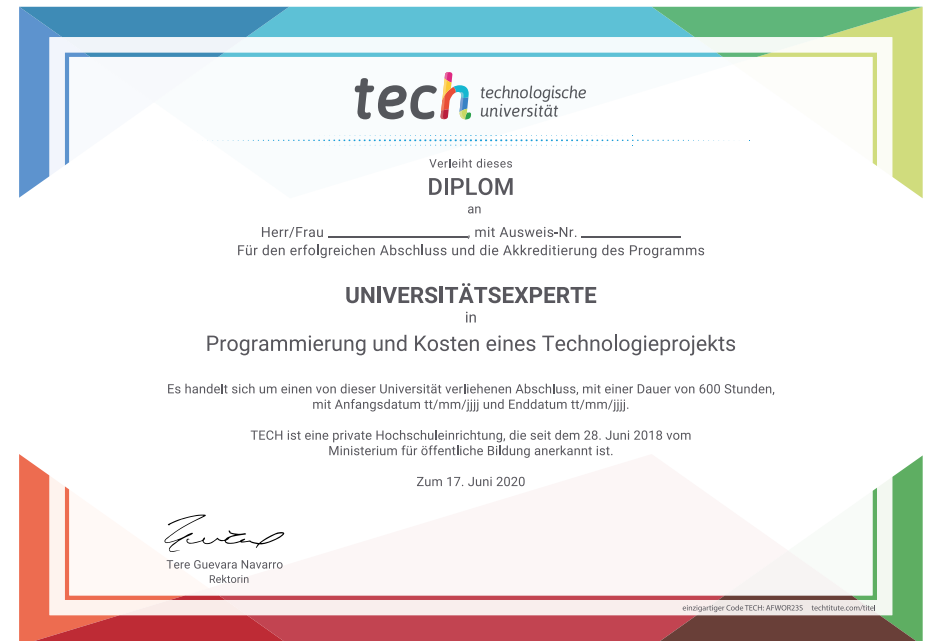 tech technologische
universität
Verleiht dieses
DIPLOM
an
Herr/Frau ____________, mit Ausweis-Nr. ____________
Für den erfolgreichen Abschluss und die Akkreditierung des Programms
UNIVERSITÄTSEXPERTE
in
Programmierung und Kosten eines Technologieprojekts
Es handelt sich um einen von dieser Universität verliehenen Abschluss, mit einer Dauer von 600 Stunden,
mit Anfangsdatum tt/mm/jjjj und Enddatum tt/mm/jjjj.
TECH ist eine private Hochschuleinrichtung, die seit dem 28. Juni 2018 vom
Ministerium für öffentliche Bildung anerkannt ist.
Zum 17. Juni 2020
Tere Guevara Navarro
Rektorin
einzigartiger Code TECH: AFWOR235 techtitute.com/titel